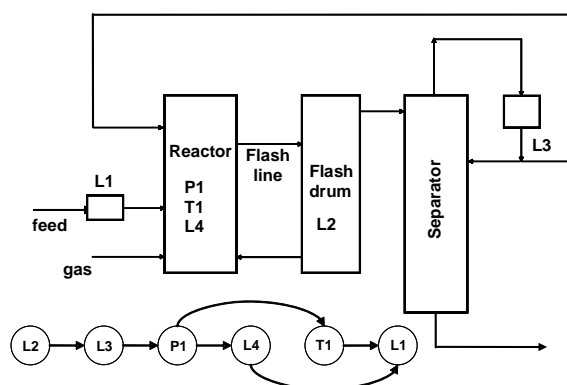 Reactor
P1
T1
L4
Flash
line
Flash
drum
L2
Separator
L3
L1
feed
gas
L2
L3
P1
L4
T1
L1